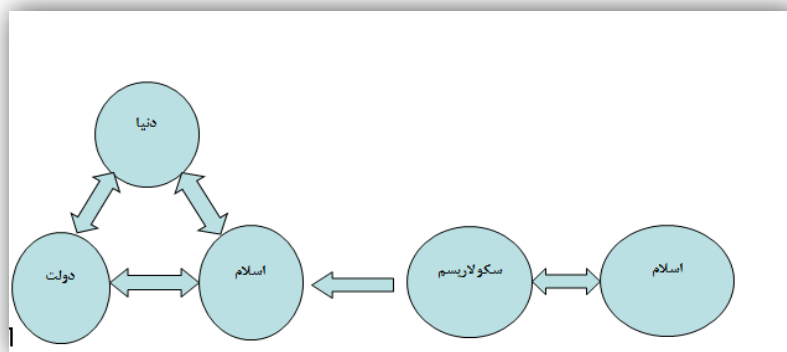 دنیا
اسلام
سکولاریسم
اسلام
دولت